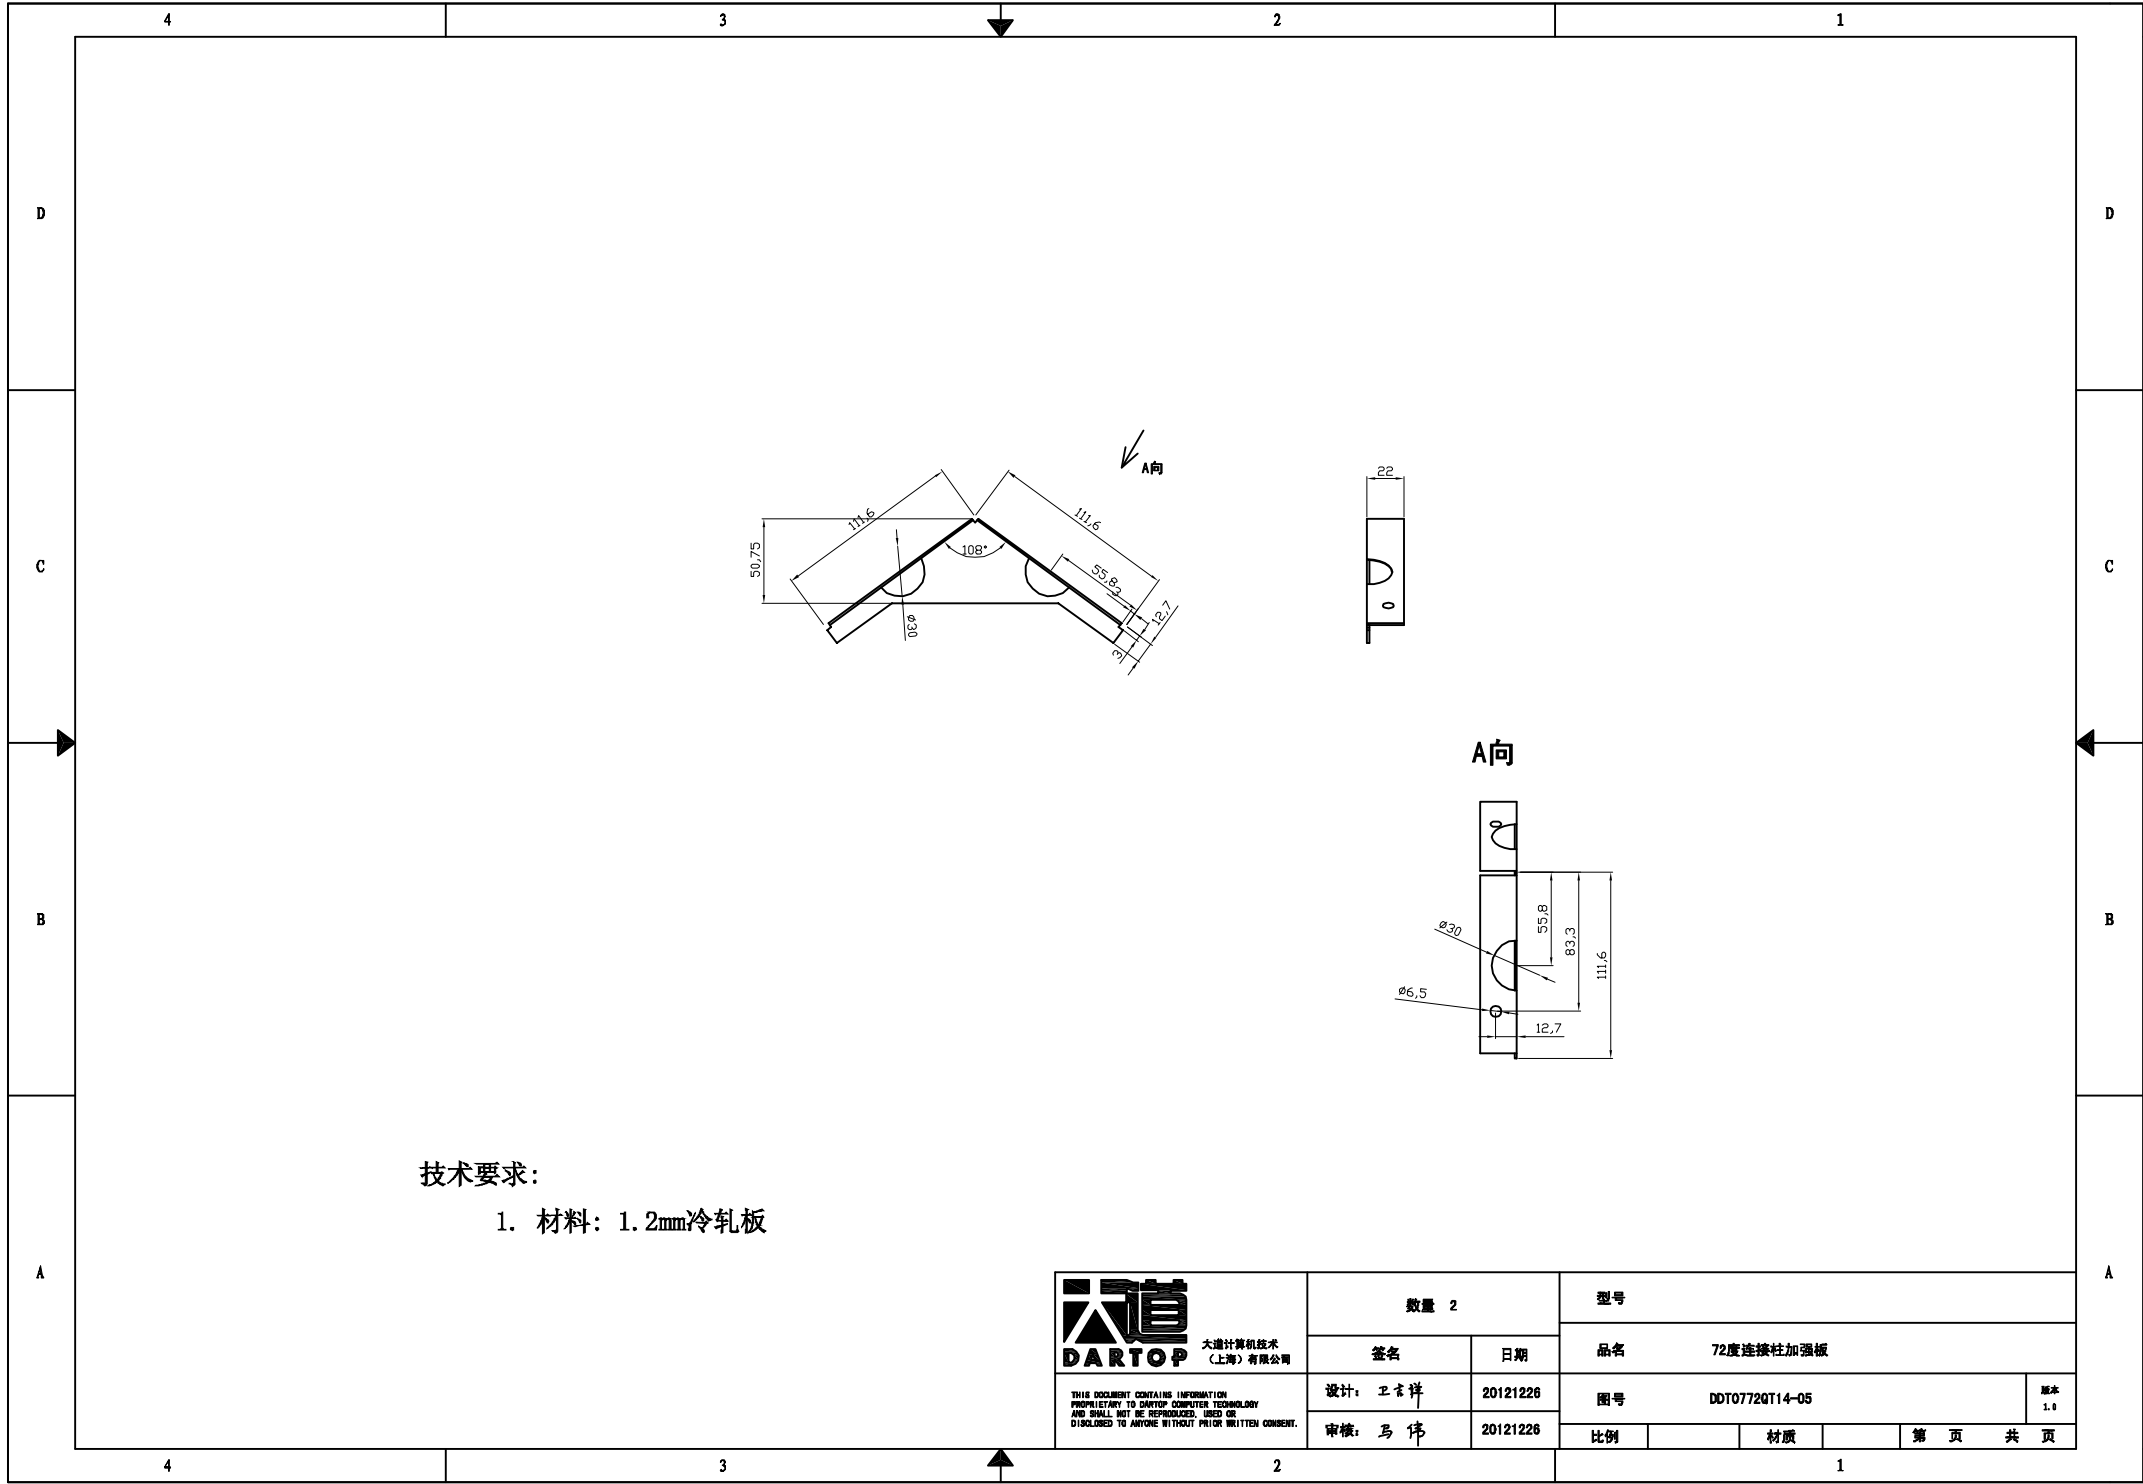 4 3 2 1
D D
A向
111,6 111,6
22
50,75
108°
55,8
3
12,7
ø30
3
C C
A向
ø30
55,8
83,3
111,6
ø6,5
12,7
B B
技术要求:
1. 材料: 1.2mm冷轧板
A A
大道
DARTOP
大道计算机技术
(上海)有限公司
THIS DOCUMENT CONTAINS INFORMATION
PROPRIETARY TO DARTOP COMPUTER TECHNOLOGY
AND SHALL NOT BE REPRODUCED, USED OR
DISCLOSED TO ANYONE WITHOUT PRIOR WRITTEN CONSENT.
数量 2
签名 日期
设计: 20121226
审核: 马伟 20121226
型号
品名 72度连接柱加强板
图号 DDT0772QT14-05 版本
1.0
比例 材质 第 页 共 页
4 3 2 1